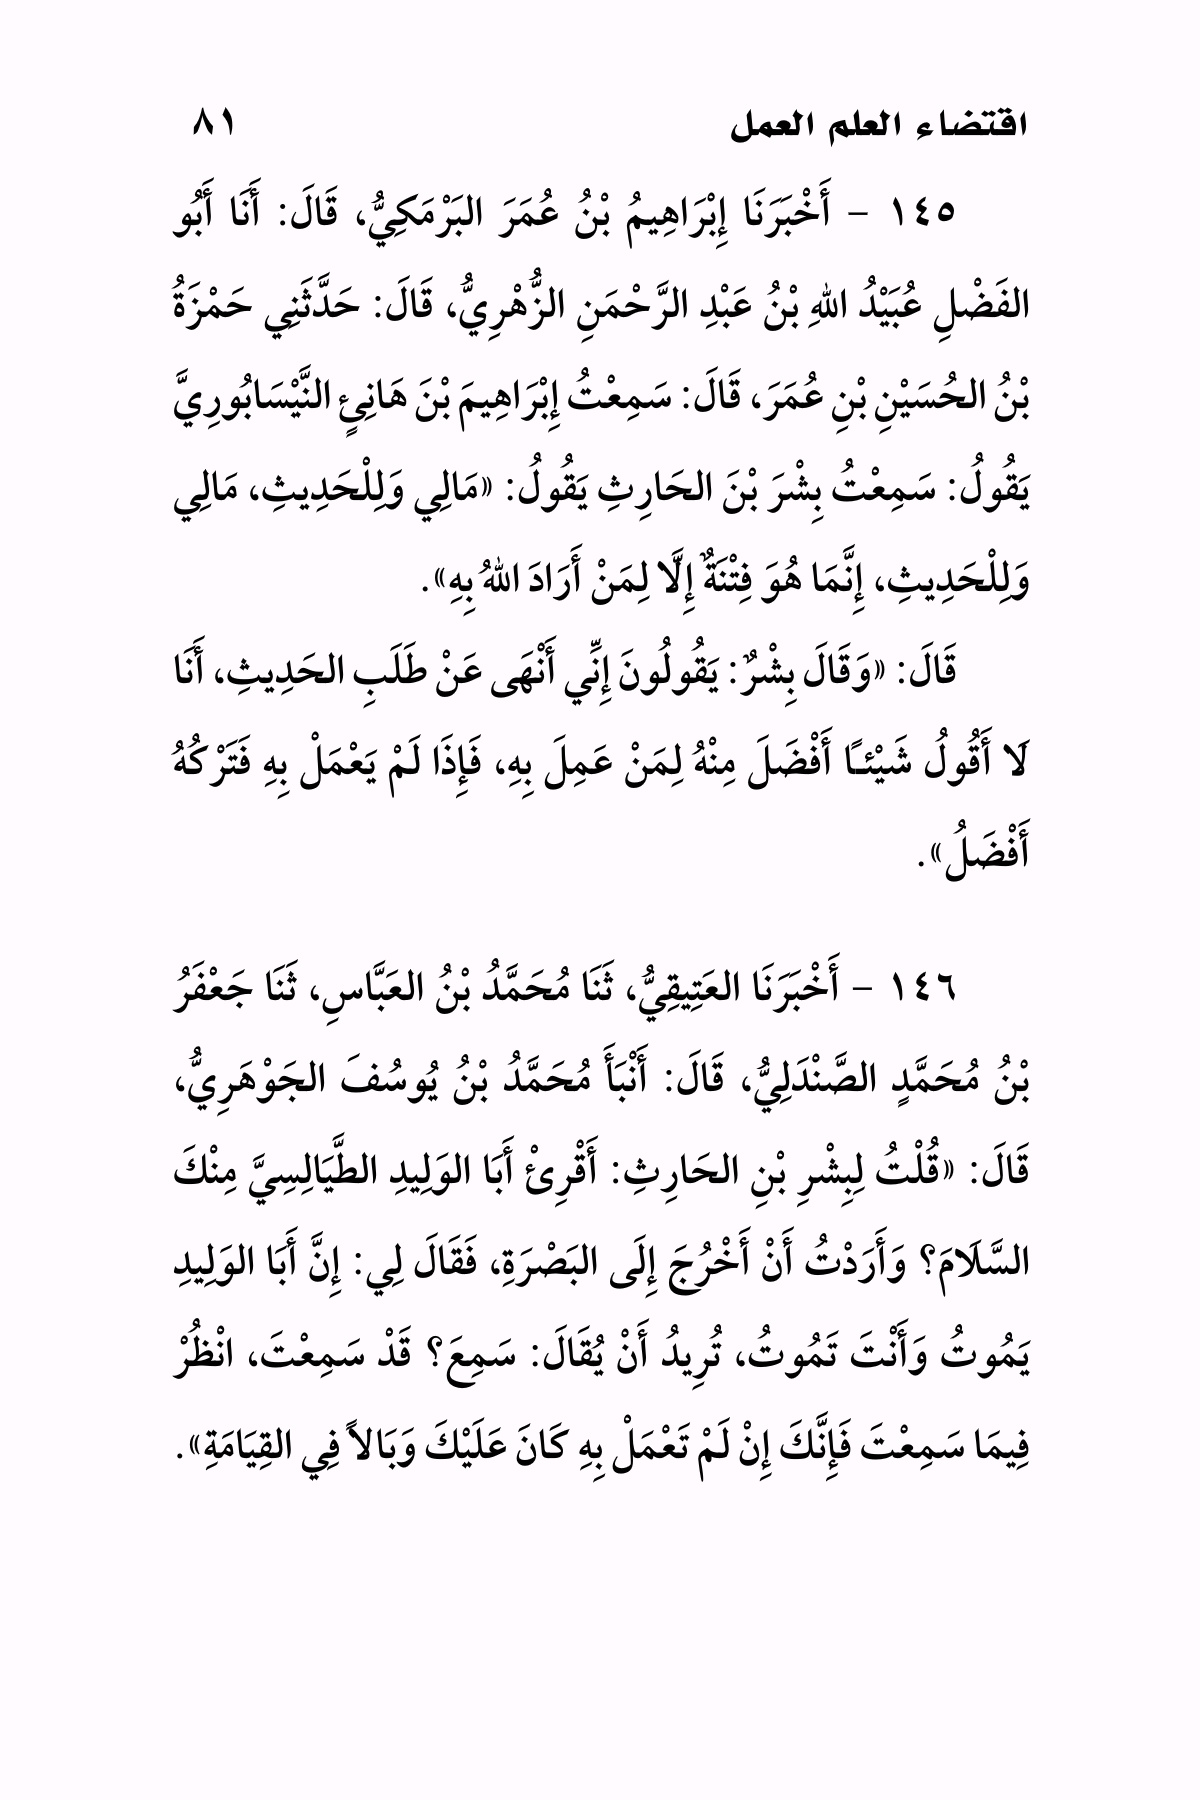 اقتضاء العلم العمل ٨١
١٤٥ – أَخْبَرَنَا إِبْرَاهِيمُ بْنُ عُمَرَ البَرْمَكِيُّ، قَالَ: أَنَا أَبُو
الفَضْلِ عُبَيْدُ اللهِ بْنُ عَبْدِ الرَّحْمَنِ الزُّهْرِيُّ، قَالَ: حَدَّثَنِي حَمْزَةُ
بْنُ الحُسَيْنِ بْنِ عُمَرَ، قَالَ: سَمِعْتُ إِبْرَاهِيمَ بْنَ هَانِئٍ النَّيْسَابُورِيَّ
يَقُولُ: سَمِعْتُ بِشْرَ بْنَ الحَارِثِ يَقُولُ: «مَالِي وَلِلْحَدِيثِ، مَالِي
وَلِلْحَدِيثِ، إِنَّمَا هُوَ فِتْنَةٌ إِلَّا لِمَنْ أَرَادَ اللهُ بِهِ».
قَالَ: «وَقَالَ بِشْرٌ: يَقُولُونَ إِنِّي أَنْهَى عَنْ طَلَبِ الحَدِيثِ، أَنَا
لَا أَقُولُ شَيْئًا أَفْضَلَ مِنْهُ لِمَنْ عَمِلَ بِهِ، فَإِذَا لَمْ يَعْمَلْ بِهِ فَتَرْكُهُ
أَفْضَلُ».
١٤٦ – أَخْبَرَنَا العَتِيقِيُّ، ثَنَا مُحَمَّدُ بْنُ العَبَّاسِ، ثَنَا جَعْفَرُ
بْنُ مُحَمَّدٍ الصَّنْدَلِيُّ، قَالَ: أَنْبَأَ مُحَمَّدُ بْنُ يُوسُفَ الجَوْهَرِيُّ،
قَالَ: «قُلْتُ لِبِشْرِ بْنِ الحَارِثِ: أَقْرِئْ أَبَا الوَلِيدِ الطَّيَالِسِيَّ مِنْكَ
السَّلَامَ؟ وَأَرَدْتُ أَنْ أَخْرُجَ إِلَى البَصْرَةِ، فَقَالَ لِي: إِنَّ أَبَا الوَلِيدِ
يَمُوتُ وَأَنْتَ تَمُوتُ، تُرِيدُ أَنْ يُقَالَ: سَمِعَ؟ قَدْ سَمِعْتَ، انْظُرْ
فِيمَا سَمِعْتَ فَإِنَّكَ إِنْ لَمْ تَعْمَلْ بِهِ كَانَ عَلَيْكَ وَبَالاً فِي القِيَامَةِ».